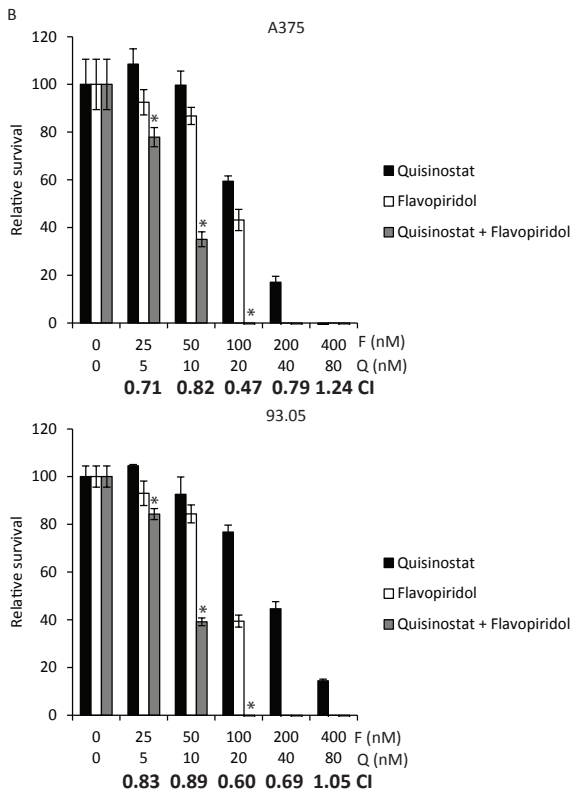 B
A375
120
100
80
60
40
20
0
Relative survival
*
*
*
Quisinostat
Flavopiridol
Quisinostat + Flavopiridol
0 25 50 100 200 400 F (nM)
0 5 10 20 40 80 Q (nM)
0.71 0.82 0.47 0.79 1.24 CI
93.05
120
100
80
60
40
20
0
Relative survival
*
*
*
Quisinostat
Flavopiridol
Quisinostat + Flavopiridol
0 25 50 100 200 400 F (nM)
0 5 10 20 40 80 Q (nM)
0.83 0.89 0.60 0.69 1.05 CI